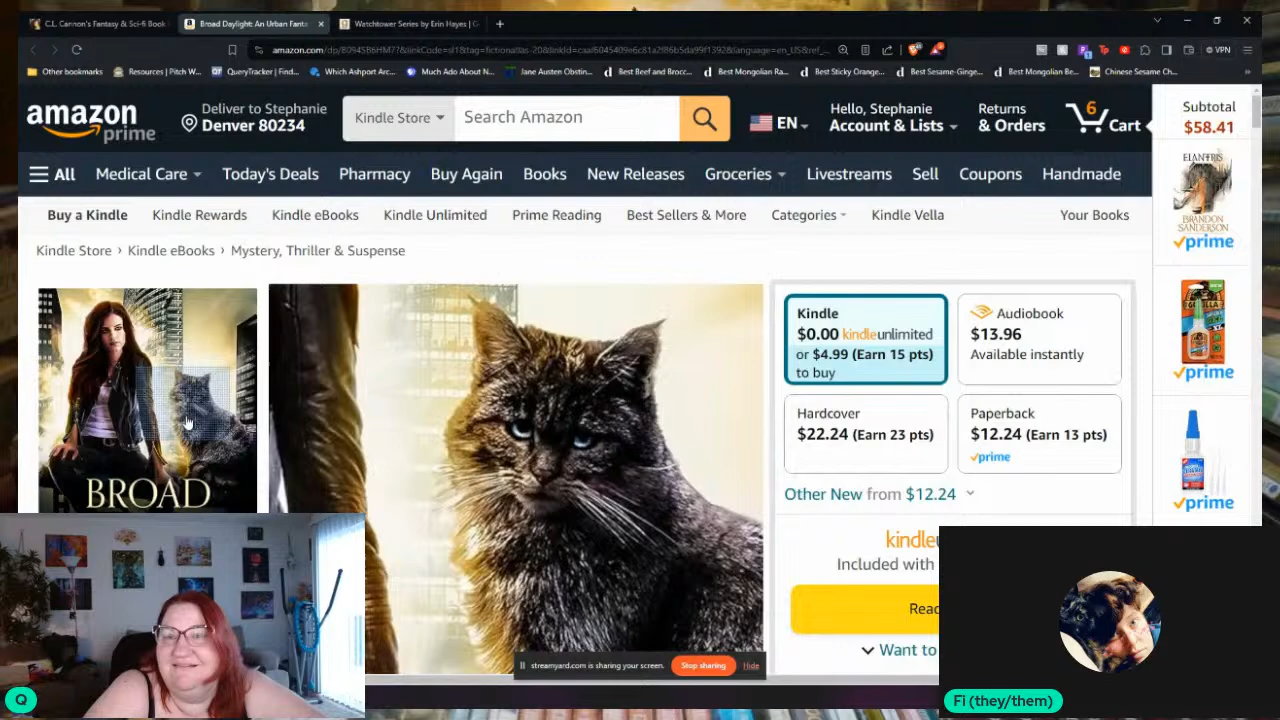 C.L. Cannon's Fantasy & Sci-fi Book
Broad Daylight: An Urban Fanta
Watchtower Series by Erin Hayes | G
Other bookmarks
Resources | Pitch W...
QueryTracker | Find...
Which Ashport Arc...
Much Ado About N...
Jane Austen Obstin...
Best Beef and Brocc...
Best Mongolian Ra...
Best Sticky Orange...
Best Sesame-Ginge...
Best Mongolian Be...
Chinese Sesame Ch...
VPN
amazon
prime
Deliver to Stephanie
Denver 80234
Kindle Store
Search Amazon
EN
Hello, Stephanie
Account & Lists
Returns
& Orders
6
Cart
Subtotal
$58.41
All
Medical Care
Today's Deals
Pharmacy
Buy Again
Books
New Releases
Groceries
Livestreams
Sell
Coupons
Handmade
Buy a Kindle
Kindle Rewards
Kindle eBooks
Kindle Unlimited
Prime Reading
Best Sellers & More
Categories
Kindle Vella
Your Books
Kindle Store › Kindle eBooks › Mystery, Thriller & Suspense
ELANTRIS
BRANDON
SANDERSON
prime
prime
prime
BROAD
Kindle
$0.00 kindleunlimited
or $4.99 (Earn 15 pts)
to buy
Audiobook
$13.96
Available instantly
Hardcover
$22.24 (Earn 23 pts)
Paperback
$12.24 (Earn 13 pts)
prime
Other New from $12.24
kindleu
Included with
Read
Want to
streamyard.com is sharing your screen.
Stop sharing
Hide
Q
Fi (they/them)